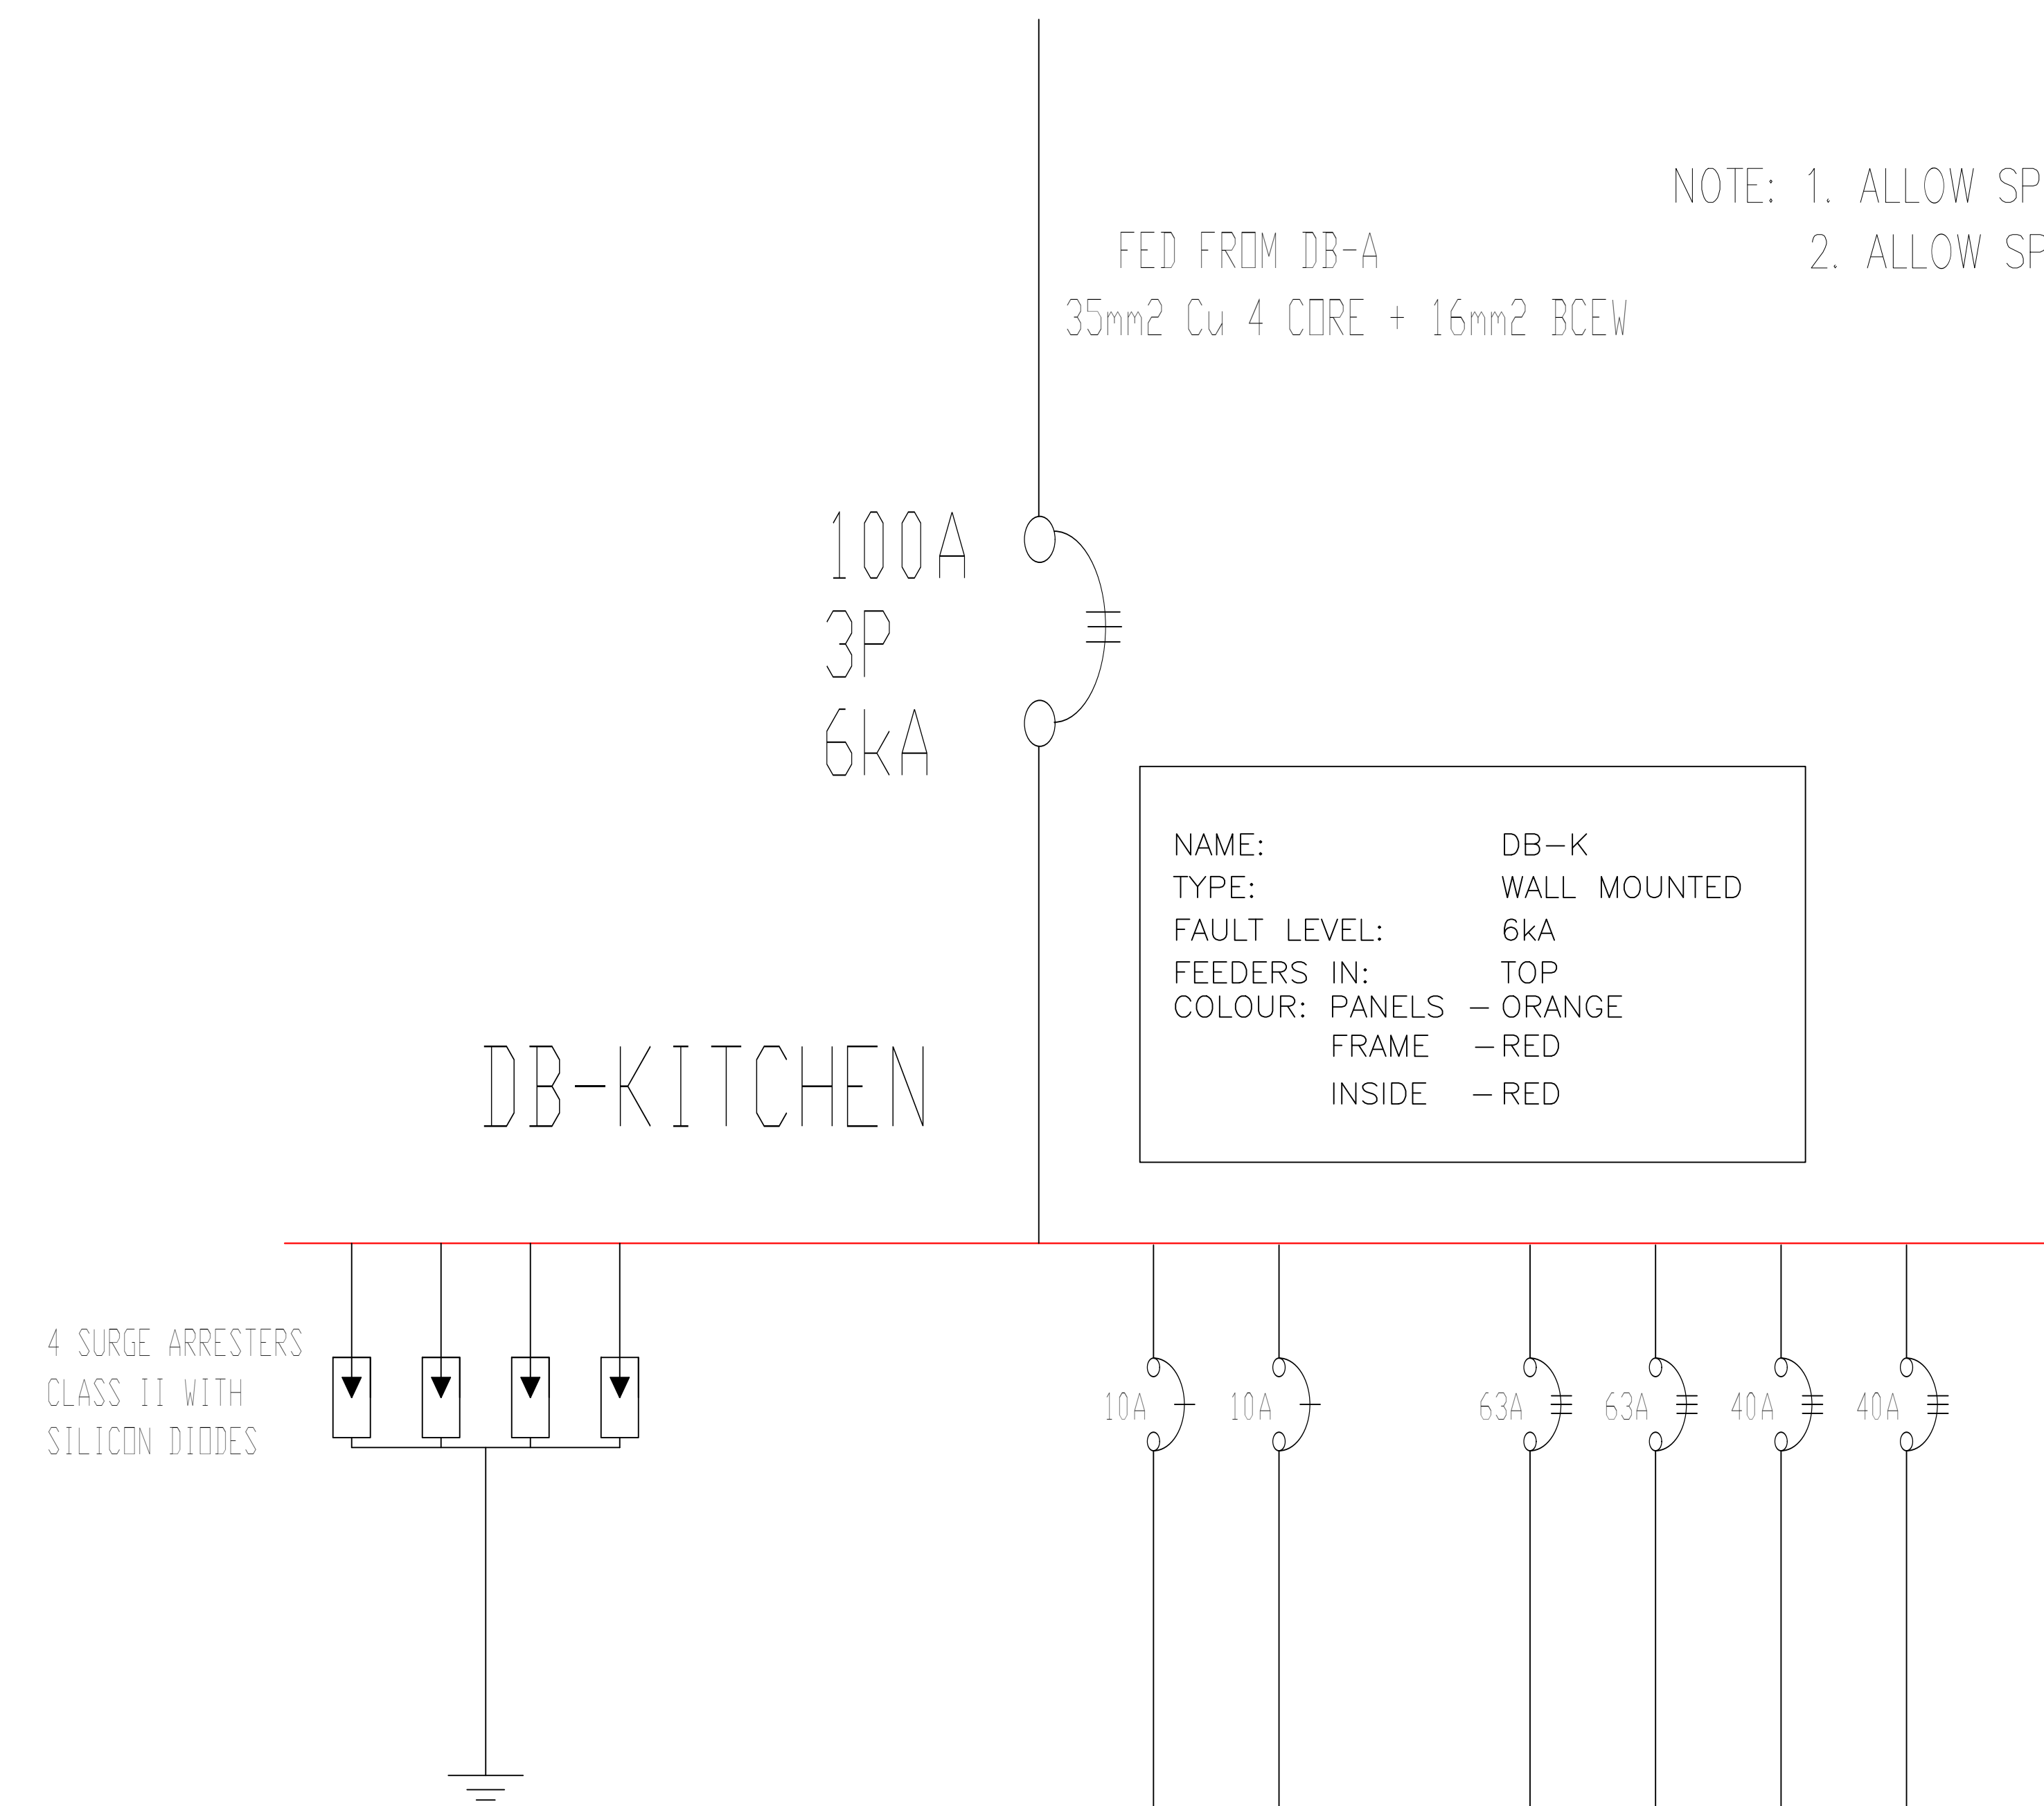 NOTE: 1. ALLOW SP
2. ALLOW SP
FED FROM DB-A
35mm2 Cu 4 CORE + 16mm2 BCEW
100A
3P
6kA
NAME: DB-K
TYPE: WALL MOUNTED
FAULT LEVEL: 6kA
FEEDERS IN: TOP
COLOUR: PANELS - ORANGE
FRAME - RED
INSIDE - RED
DB-KITCHEN
4 SURGE ARRESTERS
CLASS II WITH
SILICON DIODES
10A 10A 63A 63A 40A 40A